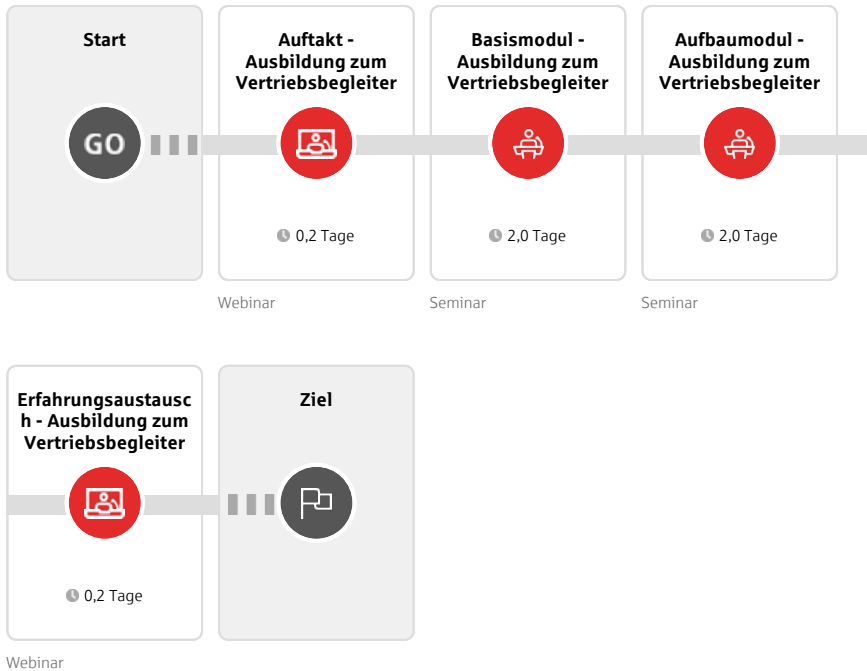 Start
GO
Auftakt -
Ausbildung zum
Vertriebsbegleiter
0,2 Tage
Webinar
Basismodul -
Ausbildung zum
Vertriebsbegleiter
2,0 Tage
Seminar
Aufbaumodul -
Ausbildung zum
Vertriebsbegleiter
2,0 Tage
Seminar
Erfahrungsaustausc
h - Ausbildung zum
Vertriebsbegleiter
0,2 Tage
Webinar
Ziel